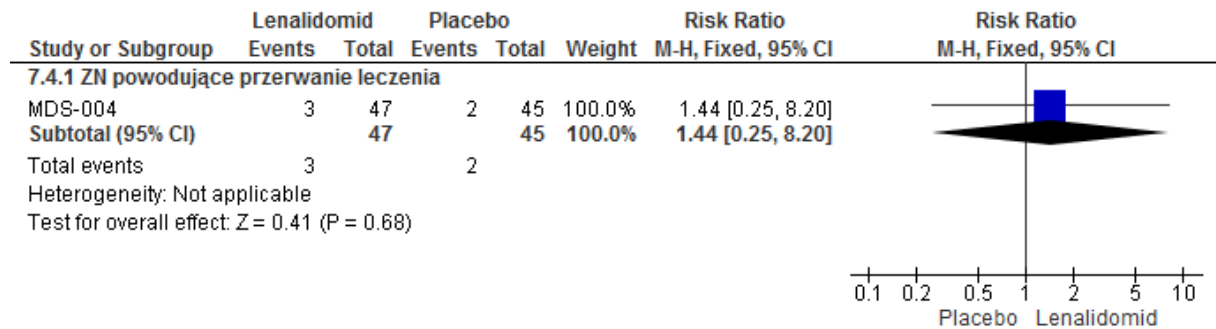 Lenalidomid Placebo Risk Ratio Risk Ratio
Study or Subgroup Events Total Events Total Weight M-H, Fixed, 95% CI M-H, Fixed, 95% CI
7.4.1 ZN powodujące przerwanie leczenia
MDS-004 3 47 2 45 100.0% 1.44 [0.25, 8.20]
Subtotal (95% CI) 47 45 100.0% 1.44 [0.25, 8.20]
Total events 3 2
Heterogeneity: Not applicable
Test for overall effect: Z = 0.41 (P = 0.68)
0.1 0.2 0.5 1 2 5 10
Placebo Lenalidomid